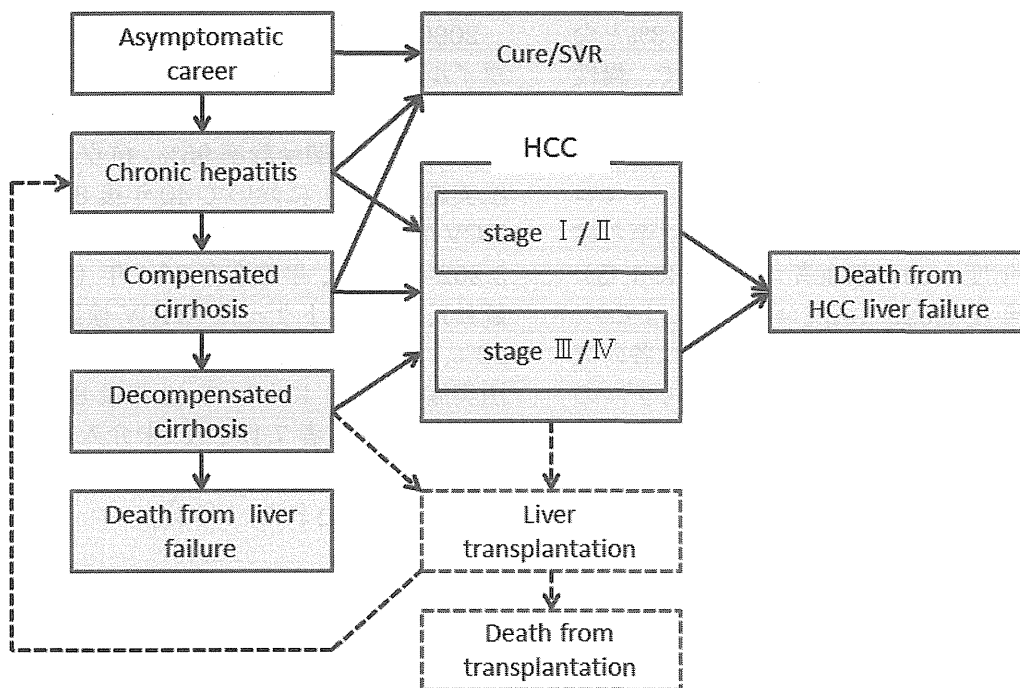 Asymptomatic
career
Cure/SVR
Chronic hepatitis
HCC
stage Ⅰ/Ⅱ
Compensated
cirrhosis
Death from
HCC liver failure
stage Ⅲ/Ⅳ
Decompensated
cirrhosis
Death from liver
failure
Liver
transplantation
Death from
transplantation